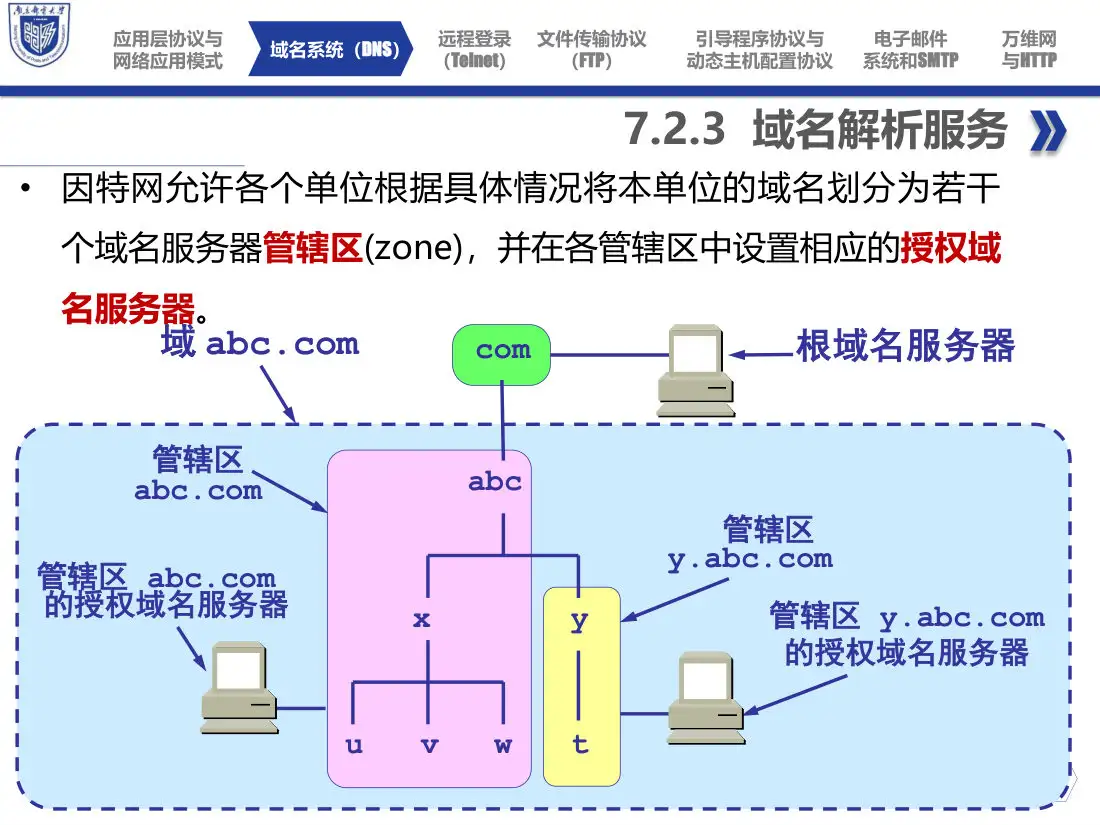 应用层协议与
网络应用模式
域名系统（DNS）
远程登录
（Telnet）
文件传输协议
（FTP）
引导程序协议与
动态主机配置协议
电子邮件
系统和SMTP
万维网
与HTTP
7.2.3 域名解析服务
• 因特网允许各个单位根据具体情况将本单位的域名划分为若干
个域名服务器管辖区(zone)，并在各管辖区中设置相应的授权域
名服务器。
域 abc.com
com
根域名服务器
管辖区
abc.com
abc
管辖区
y.abc.com
管辖区 abc.com
的授权域名服务器
x
y
管辖区 y.abc.com
的授权域名服务器
u
v
w
t